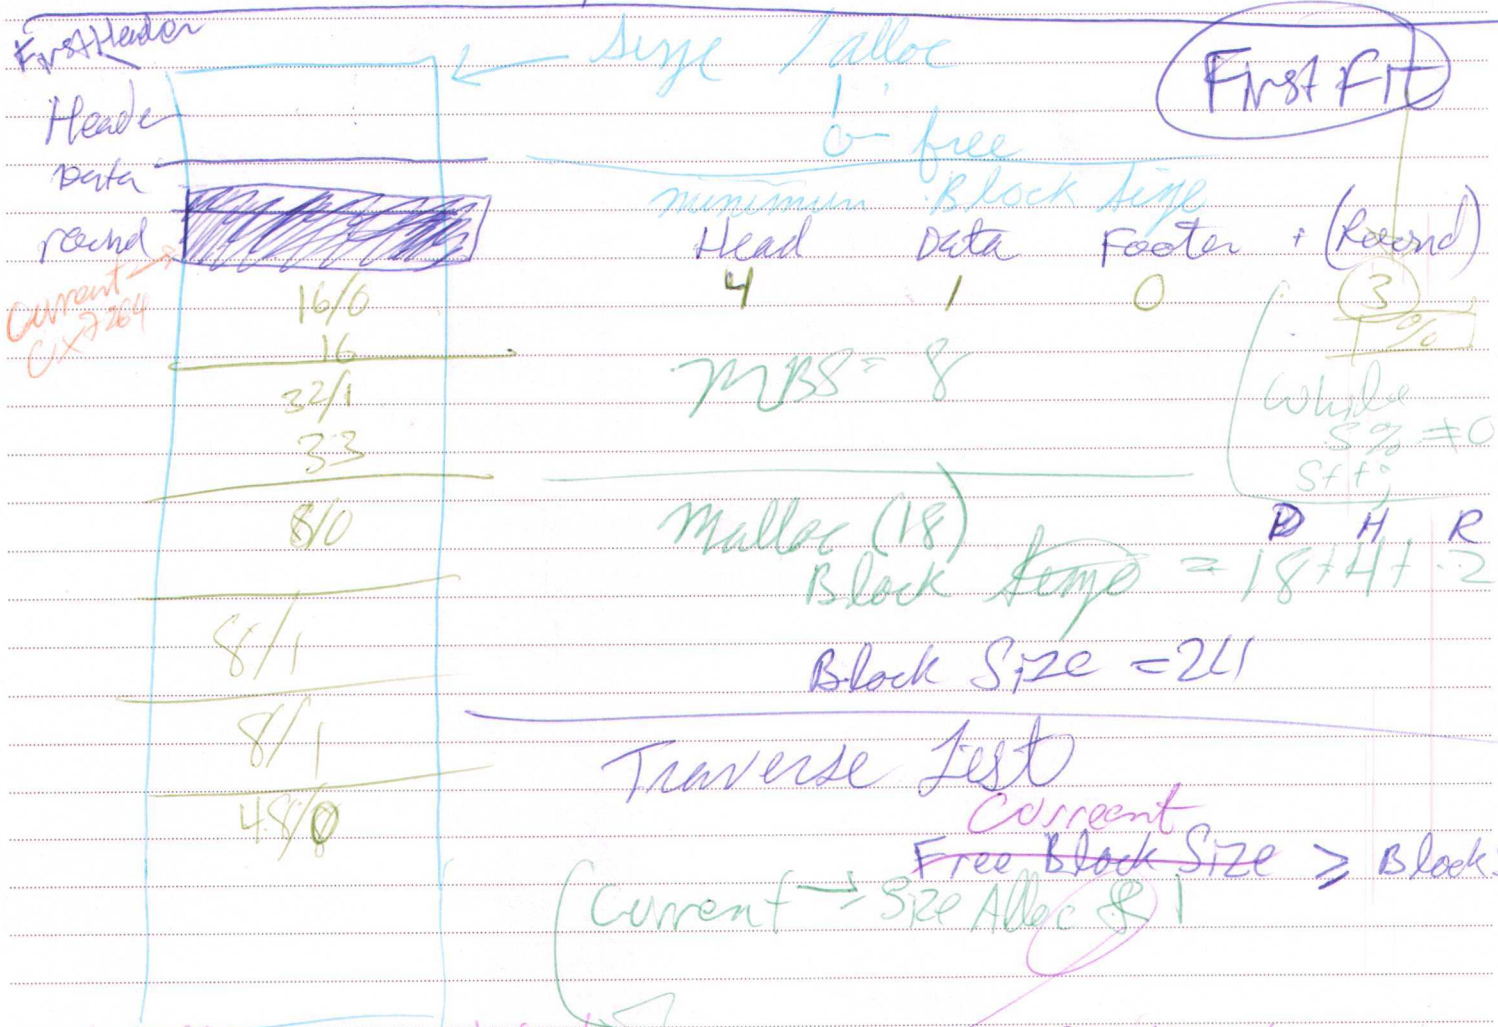 FirstHeader
Size / alloc
First Fit
Header
1
0 - free
Data
minimum Block Size
round
Head Data Footer + (Round)
Current
16/0
4 1 0 3
16
MBS = 8
32/1
While
S % ≠ 0
33
S++;
8/0
Malloc (18)
D H R
Block Size = 18+4+2
8/1
Block Size = 24
8/1
Traverse List
48/0
Current
Free Block Size ≥ Block
Current → Size Alloc & 1